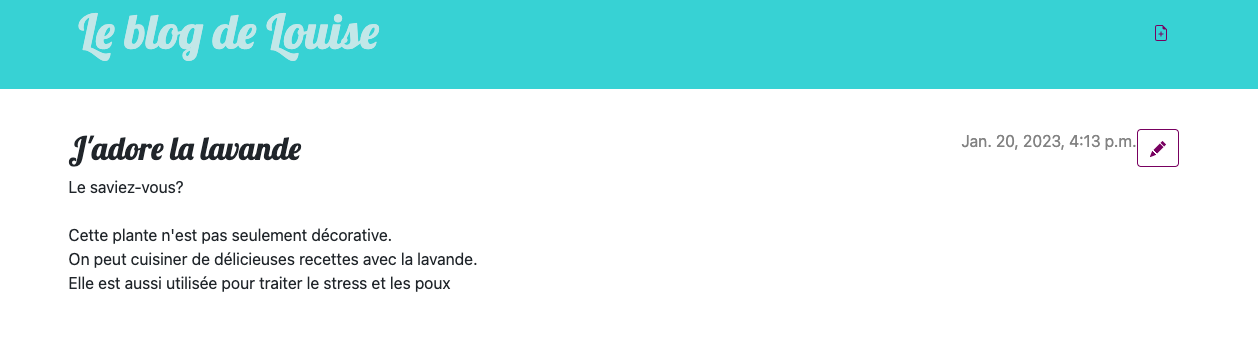 Le blog de Louise
J'adore la lavande
Jan. 20, 2023, 4:13 p.m.
Le saviez-vous?
Cette plante n'est pas seulement décorative.
On peut cuisiner de délicieuses recettes avec la lavande.
Elle est aussi utilisée pour traiter le stress et les poux